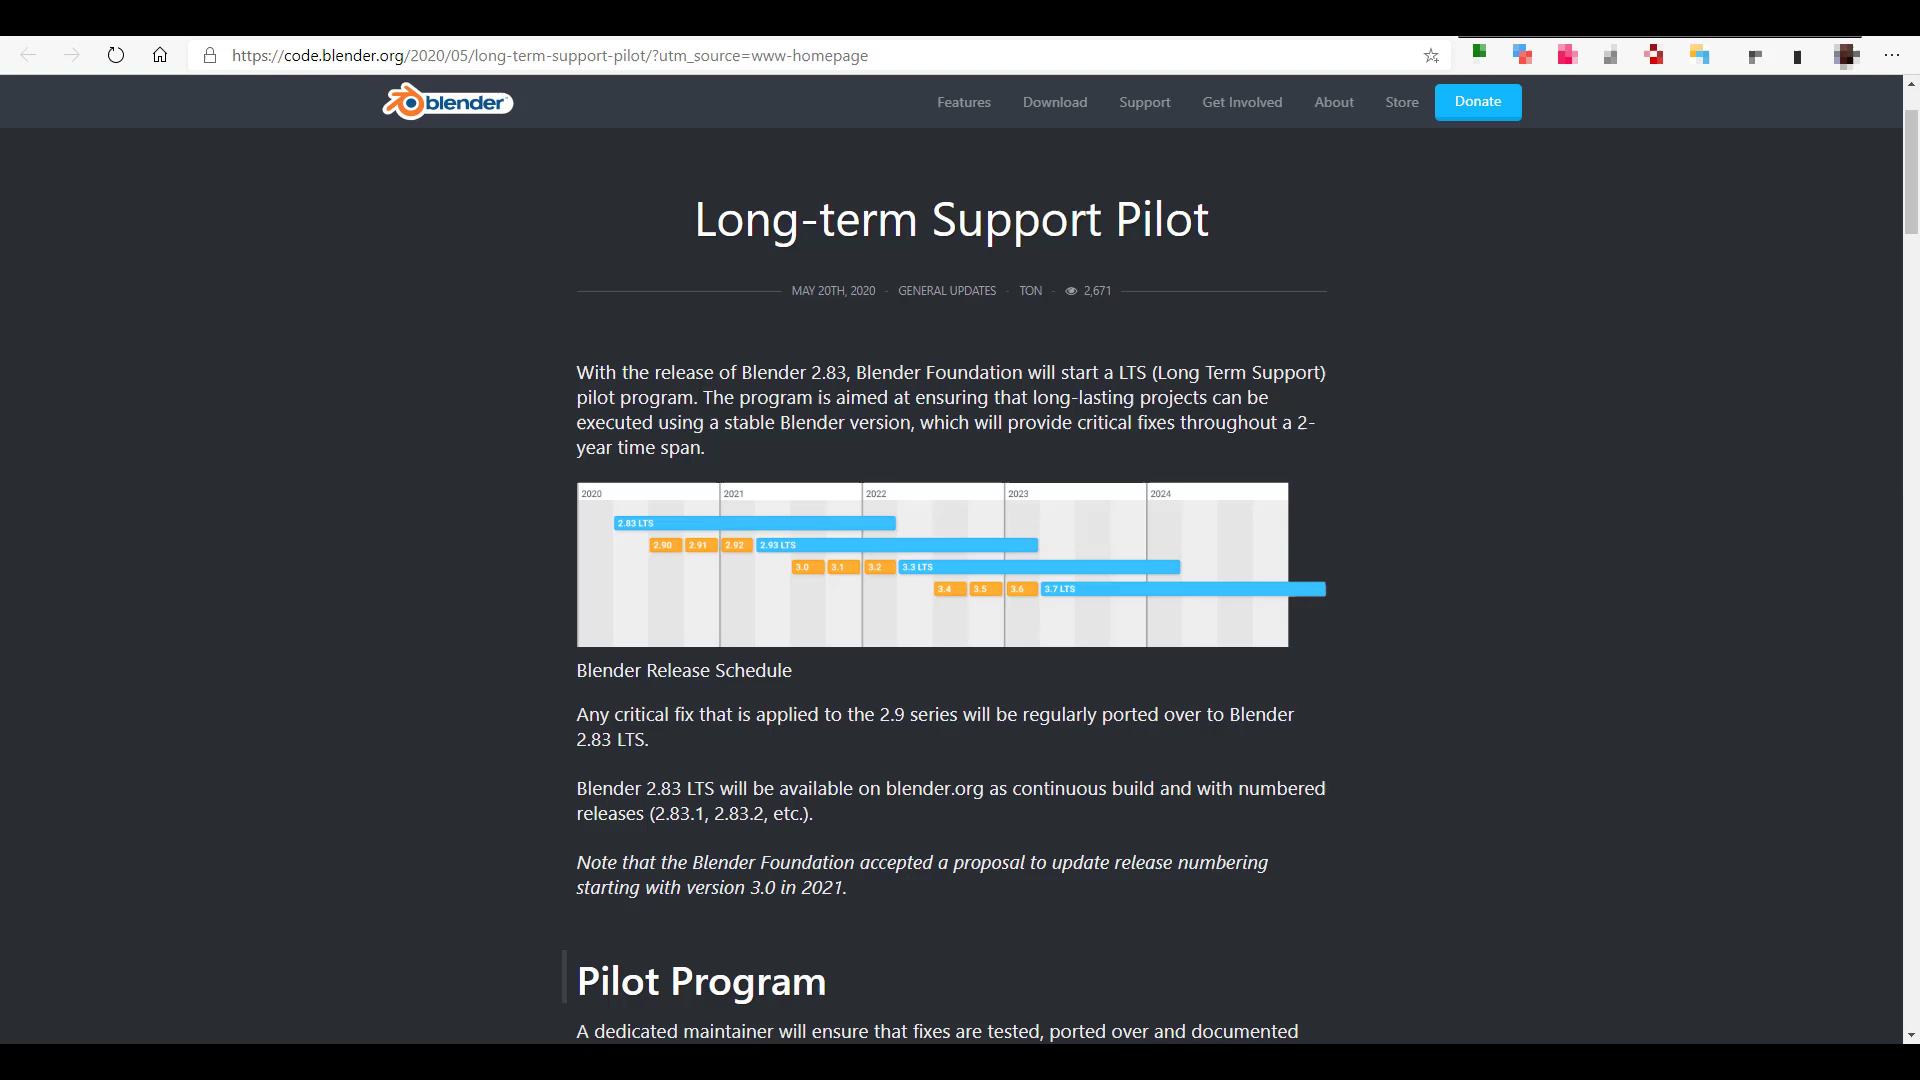 https://code.blender.org/2020/05/long-term-support-pilot/?utm_source=www-homepage
blender
Features Download Support Get Involved About Store Donate
Long-term Support Pilot
MAY 20TH, 2020 - GENERAL UPDATES - TON - 2,671
With the release of Blender 2.83, Blender Foundation will start a LTS (Long Term Support)
pilot program. The program is aimed at ensuring that long-lasting projects can be
executed using a stable Blender version, which will provide critical fixes throughout a 2-
year time span.
2020 2021 2022 2023 2024
2.83 LTS
2.90 2.91 2.92 2.93 LTS
3.0 3.1 3.2 3.3 LTS
3.4 3.5 3.6 3.7 LTS
Blender Release Schedule
Any critical fix that is applied to the 2.9 series will be regularly ported over to Blender
2.83 LTS.
Blender 2.83 LTS will be available on blender.org as continuous build and with numbered
releases (2.83.1, 2.83.2, etc.).
Note that the Blender Foundation accepted a proposal to update release numbering
starting with version 3.0 in 2021.
Pilot Program
A dedicated maintainer will ensure that fixes are tested, ported over and documented